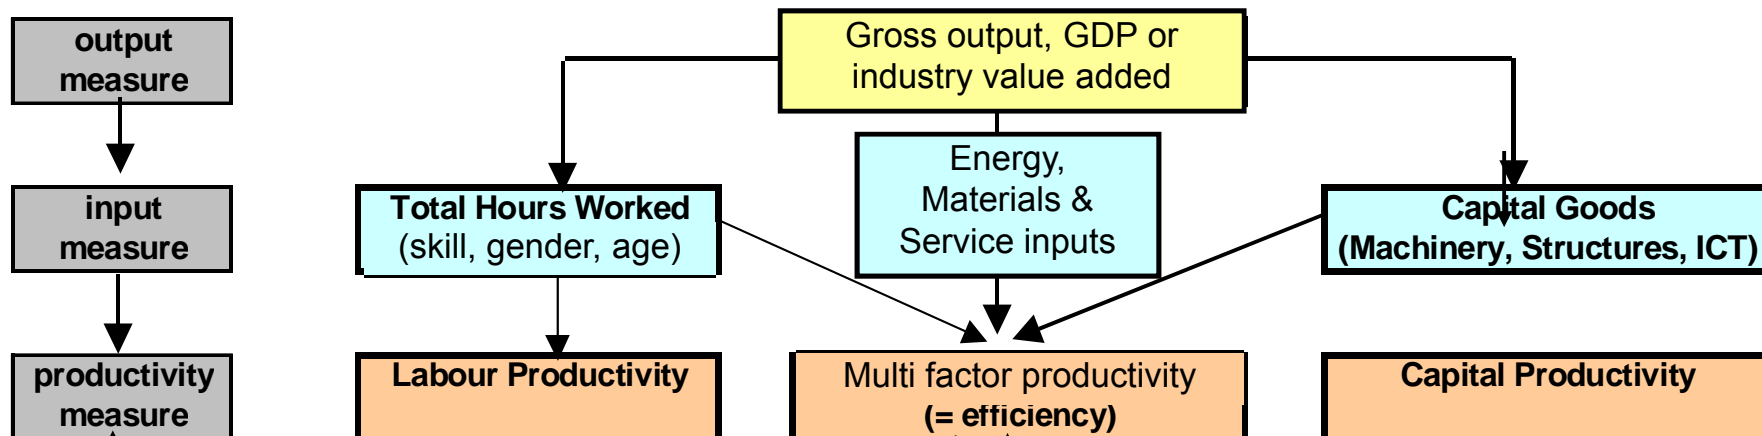 output
measure
Gross output, GDP or
industry value added
input
measure
Total Hours Worked
(skill, gender, age)
Energy,
Materials &
Service inputs
Capital Goods
(Machinery, Structures, ICT)
productivity
measure
Labour Productivity
Multi factor productivity
(= efficiency)
Capital Productivity